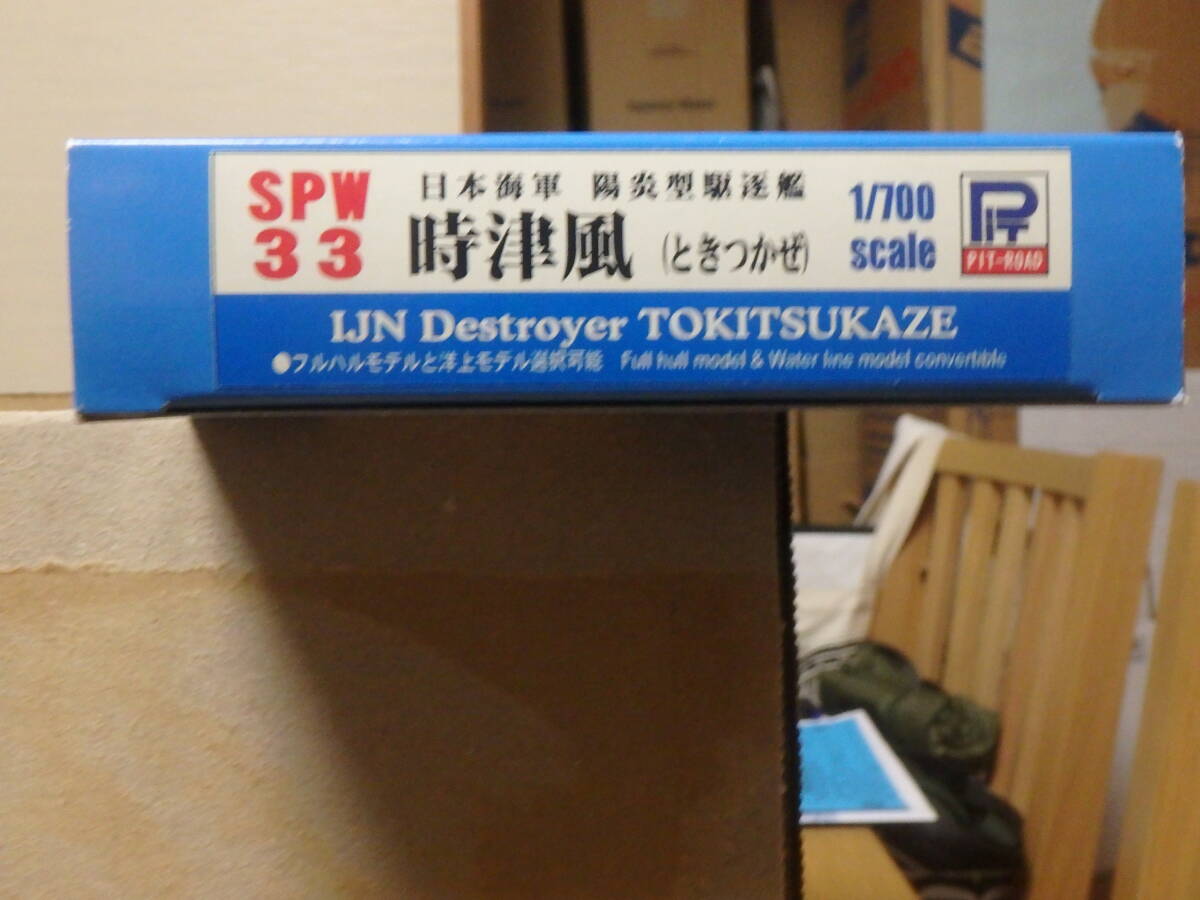 SPW
33
日本海軍 陽炎型駆逐艦
時津風 (ときつかぜ)
1/700
scale
PIT
PIT-ROAD
IJN Destroyer TOKITSUKAZE
●フルハルモデルと洋上モデル選択可能 Full hull model & Water line model convertible